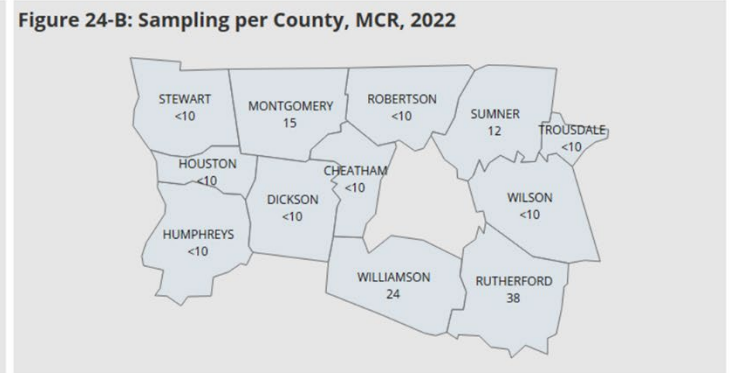 Figure 24-B: Sampling per County, MCR, 2022
STEWART
<10
MONTGOMERY
15
ROBERTSON
<10
SUMNER
12
TROUSDALE
<10
HOUSTON
<10
CHEATHAM
<10
DICKSON
<10
WILSON
<10
HUMPHREYS
<10
WILLIAMSON
24
RUTHERFORD
38